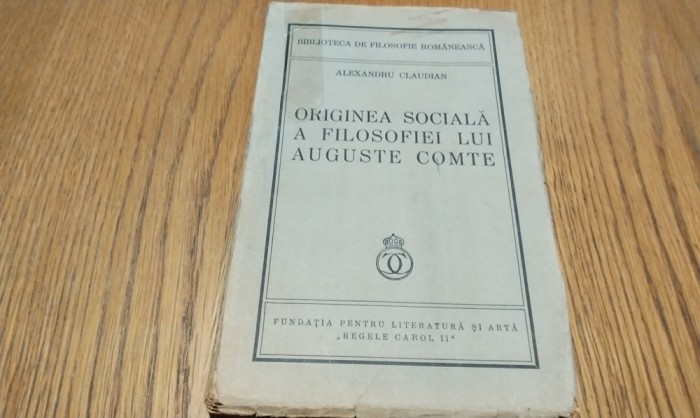 BIBLIOTECA DE FILOSOFIE ROMÂNEASCĂ
ALEXANDRU CLAUDIAN
ORIGINEA SOCIALĂ
A FILOSOFIEI LUI
AUGUSTE COMTE
FUNDAȚIA PENTRU LITERATURĂ ȘI ARTĂ
„REGELE CAROL II"